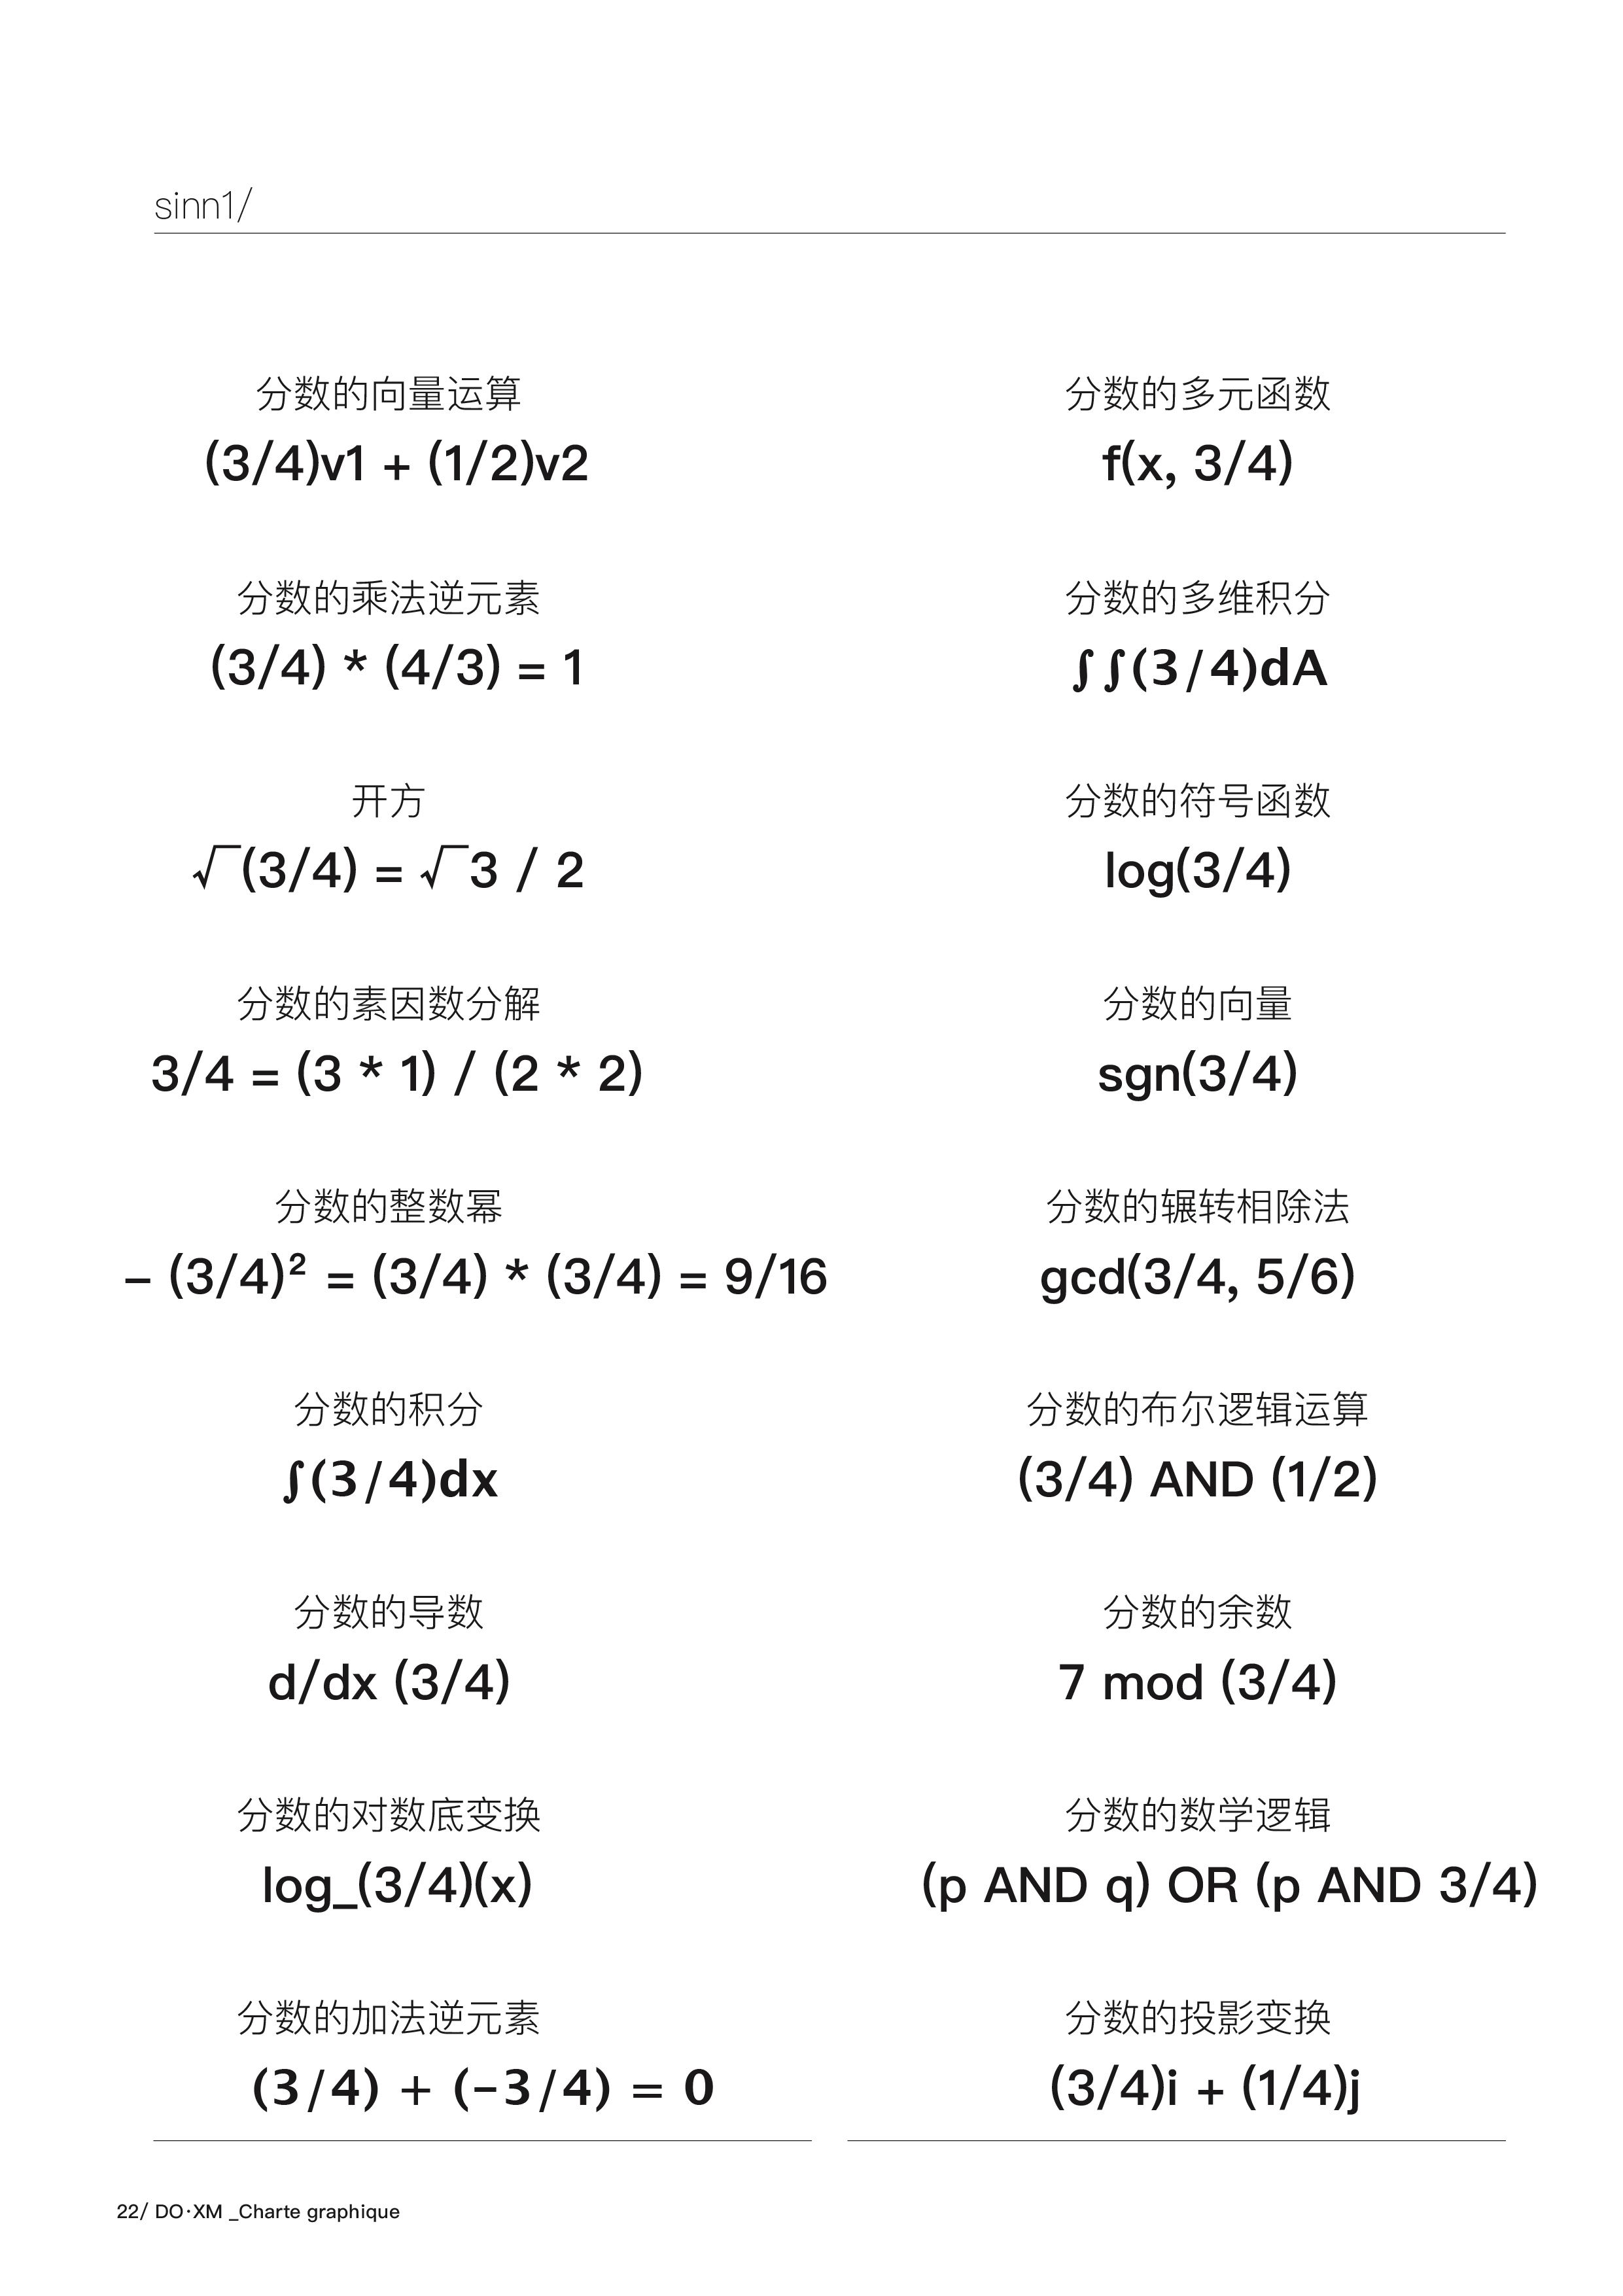 sinn1/
分数的向量运算
(3/4)v1 + (1/2)v2
分数的乘法逆元素
(3/4) * (4/3) = 1
开方
√(3/4) = √3 / 2
分数的素因数分解
3/4 = (3 * 1) / (2 * 2)
分数的整数幂
– (3/4)² = (3/4) * (3/4) = 9/16
分数的积分
∫(3/4)dx
分数的导数
d/dx (3/4)
分数的对数底变换
log_(3/4)(x)
分数的加法逆元素
(3/4) + (-3/4) = 0
分数的多元函数
f(x, 3/4)
分数的多维积分
∫∫(3/4)dA
分数的符号函数
log(3/4)
分数的向量
sgn(3/4)
分数的辗转相除法
gcd(3/4, 5/6)
分数的布尔逻辑运算
(3/4) AND (1/2)
分数的余数
7 mod (3/4)
分数的数学逻辑
(p AND q) OR (p AND 3/4)
分数的投影变换
(3/4)i + (1/4)j
22/ DO·XM _Charte graphique